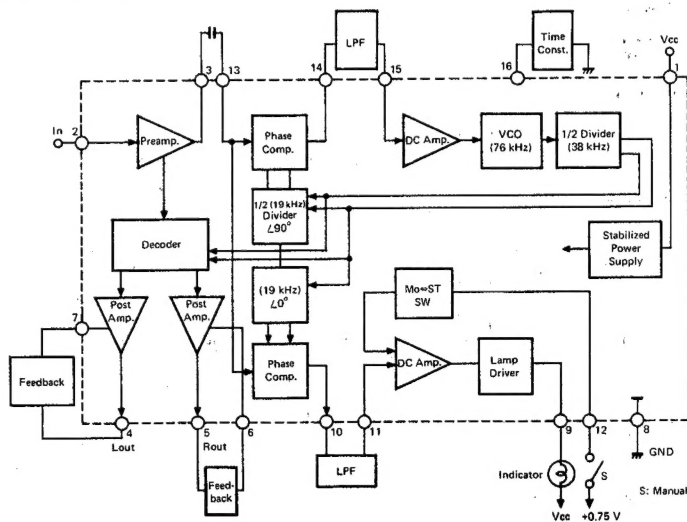 LPF
Time
Const.
Vcc
3
13
14
15
16
1
In
2
Preamp.
Phase
Comp.
DC Amp.
VCO
(76 kHz)
1/2 Divider
(38 kHz)
1/2 (19 kHz)
Divider
∠90°
Decoder
Stabilized
Power
Supply
(19 kHz)
∠0°
Mo⇔ST
SW
7
Post
Amp.
Post
Amp.
Feedback
Phase
Comp.
DC Amp.
Lamp
Driver
4
5
6
10
11
9
12
8
Lout
Rout
GND
Feed-
back
LPF
Indicator
S
S: Manual
Vcc
+0.75 V